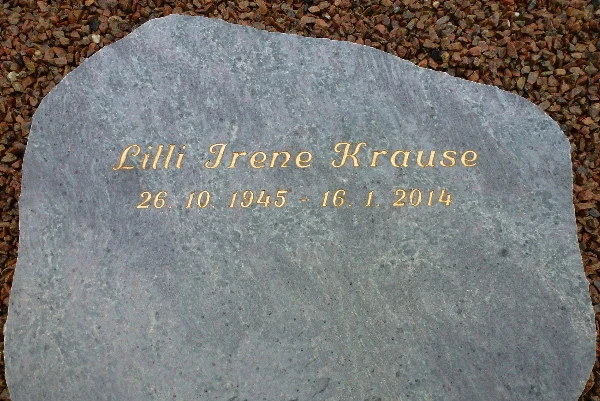 Lilli Irene Krause
26. 10. 1945 - 16. 1. 2014